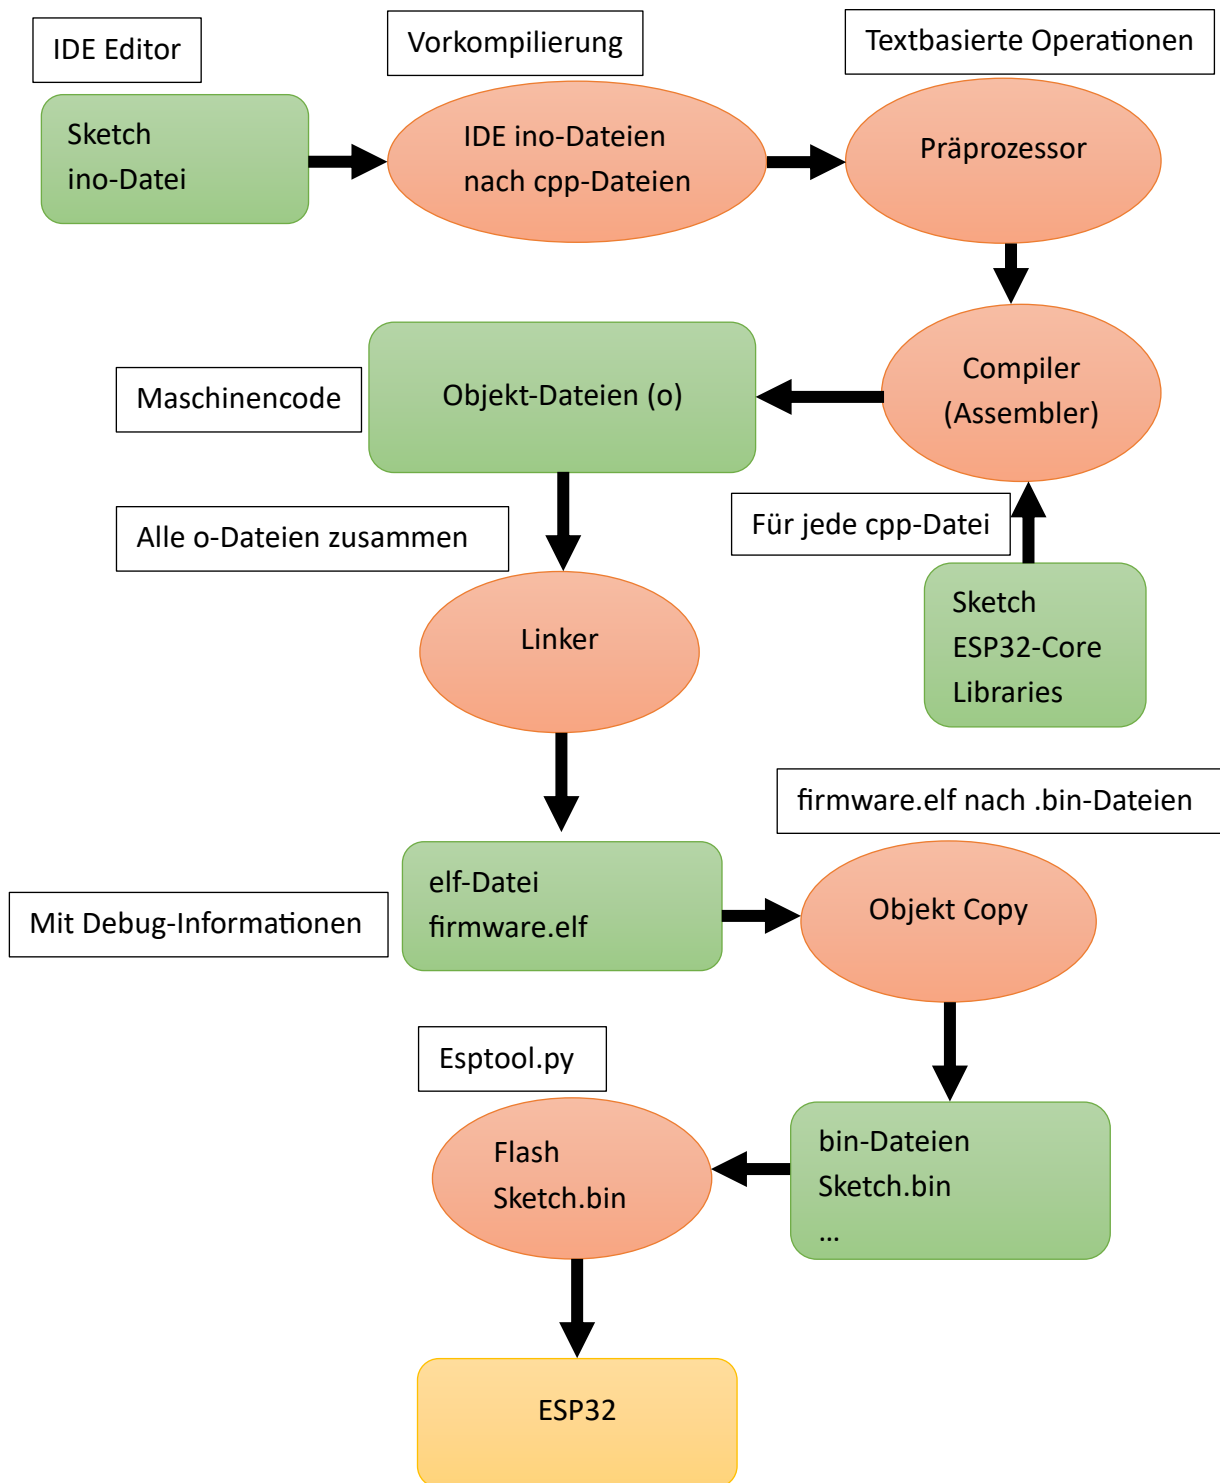 IDE Editor
Vorkompilierung
Textbasierte Operationen
Sketch
ino-Datei
IDE ino-Dateien
nach cpp-Dateien
Präprozessor
Maschinencode
Objekt-Dateien (o)
Compiler
(Assembler)
Alle o-Dateien zusammen
Für jede cpp-Datei
Linker
Sketch
ESP32-Core
Libraries
firmware.elf nach .bin-Dateien
Mit Debug-Informationen
elf-Datei
firmware.elf
Objekt Copy
Esptool.py
Flash
Sketch.bin
bin-Dateien
Sketch.bin
...
ESP32